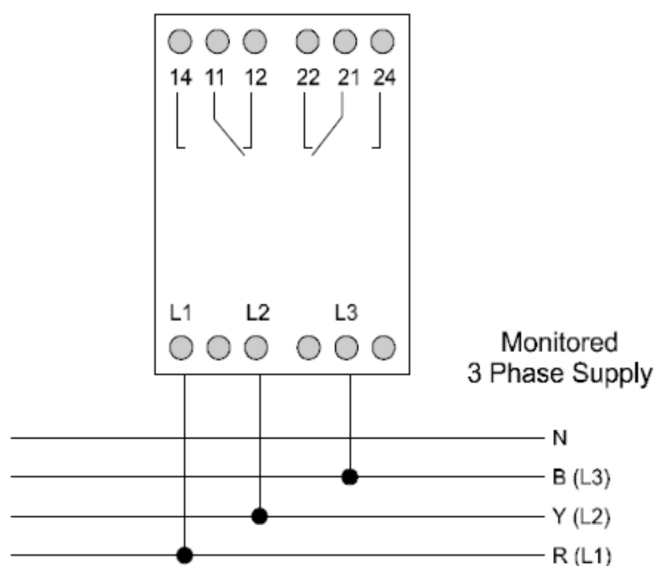 14 11 12 22 21 24
L1 L2 L3
Monitored
3 Phase Supply
N
B (L3)
Y (L2)
R (L1)